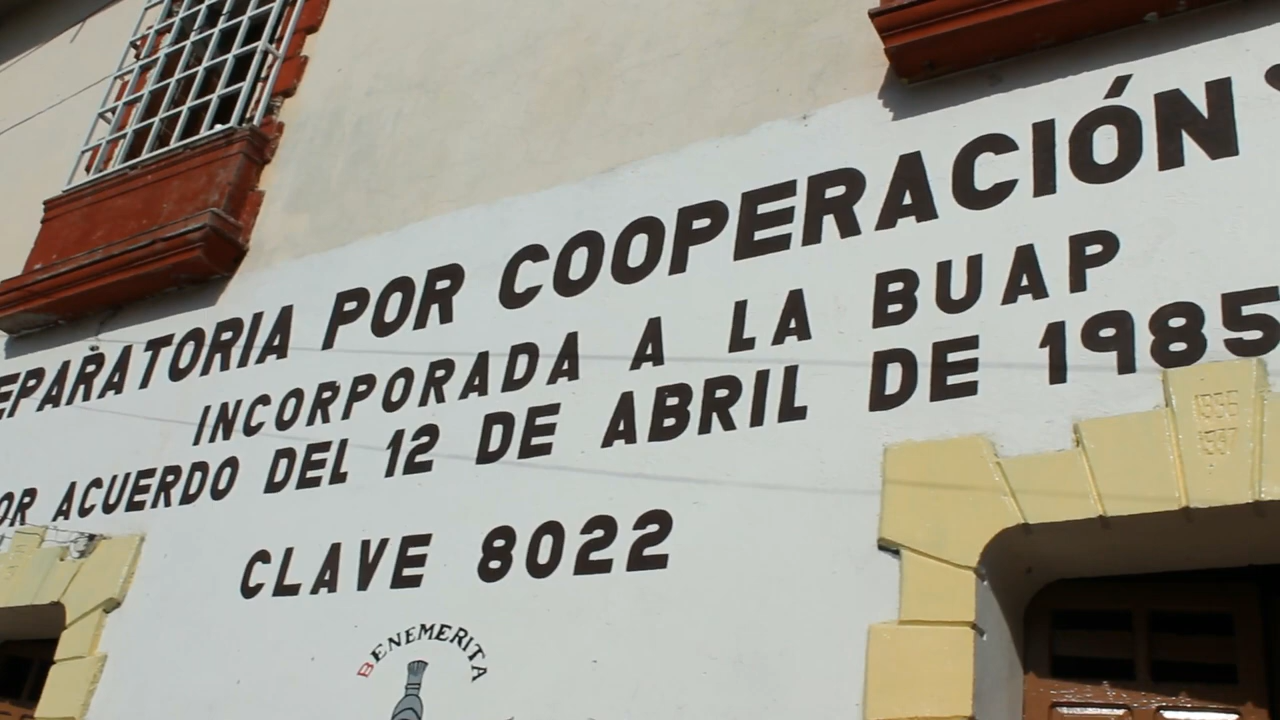 EPARATORIA POR COOPERACIÓN
INCORPORADA A LA BUAP
OR ACUERDO DEL 12 DE ABRIL DE 1985
CLAVE 8022
BENEMERITA